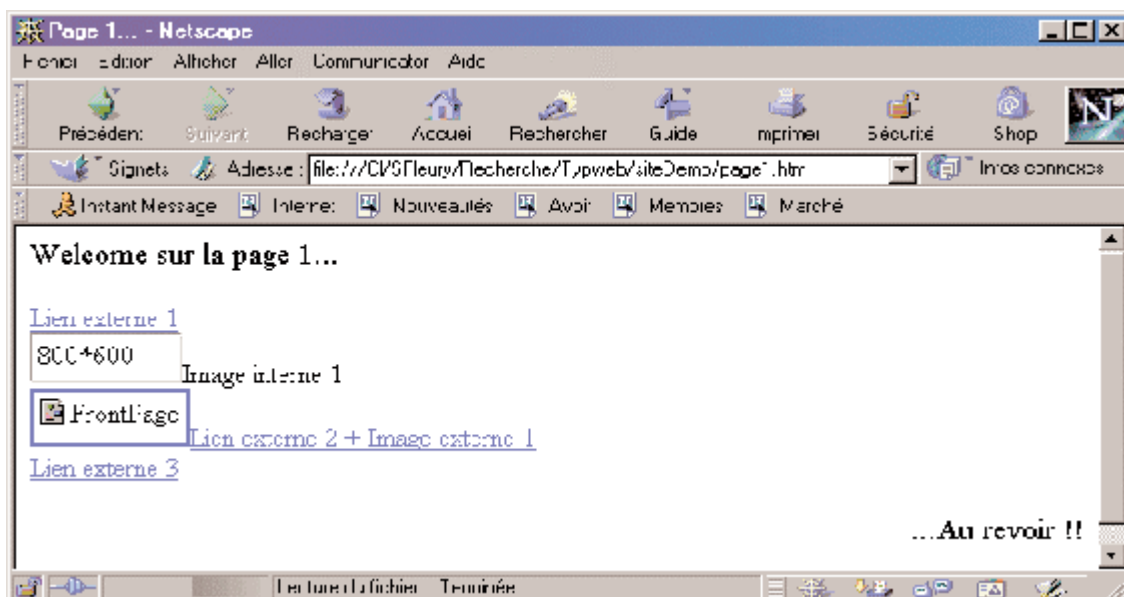 Page 1... - Netscape
Fichier Edition Afficher Aller Communicator Aide
Précédent Suivant Recharger Accueil Rechercher Guide Imprimer Sécurité Shop N
Signets Adresse : file:///C|/SFleury/Recherche/Typweb/siteDemo/page1.htm Infos connexes
Instant Message Internet Nouveautés Avoir Membres Marché
Welcome sur la page 1...
Lien externe 1
800*600
Image interne 1
FrontPage
Lien externe 2 + Image externe 1
Lien externe 3
...Au revoir !!
Lecture du fichier Terminée